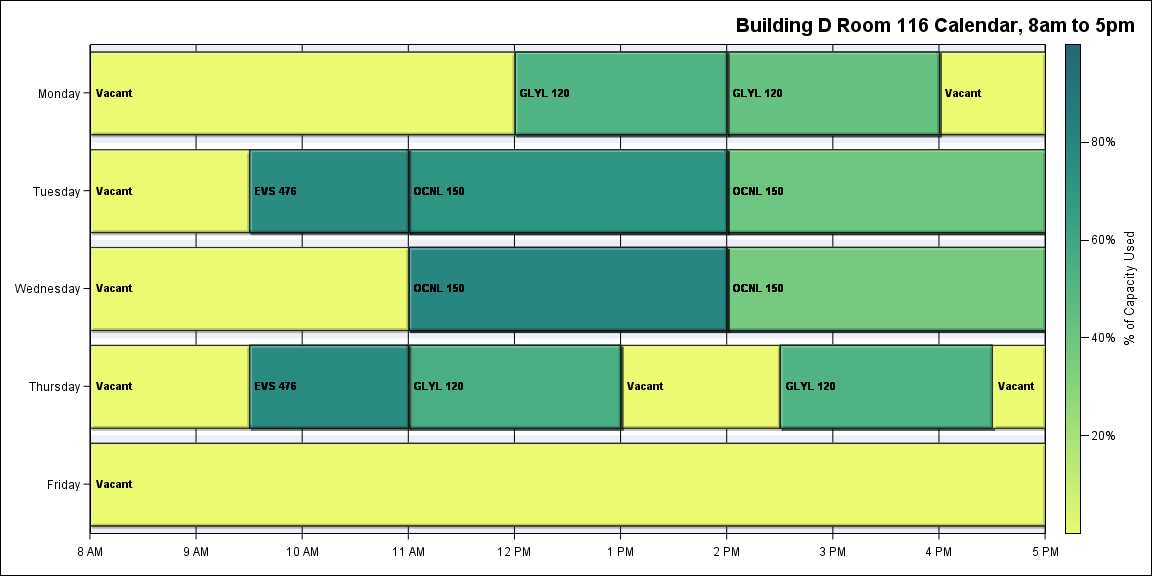 Building D Room 116 Calendar, 8am to 5pm
Monday
Vacant
GLYL 120
GLYL 120
Vacant
Tuesday
Vacant
EVS 476
OCNL 150
OCNL 150
Wednesday
Vacant
OCNL 150
OCNL 150
Thursday
Vacant
EVS 476
GLYL 120
Vacant
GLYL 120
Vacant
Friday
Vacant
8 AM
9 AM
10 AM
11 AM
12 PM
1 PM
2 PM
3 PM
4 PM
5 PM
80%
60%
40%
20%
% of Capacity Used